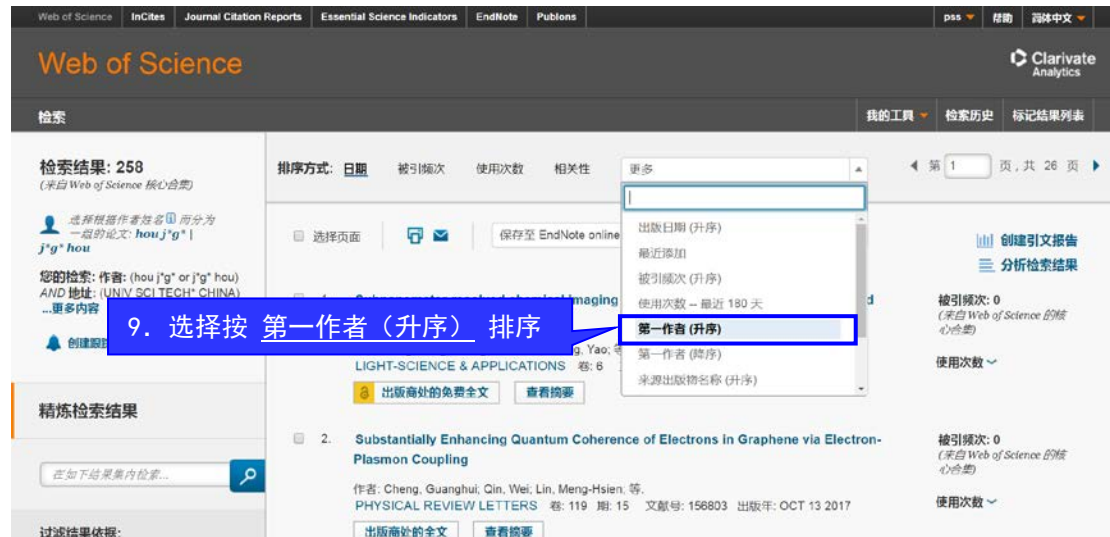 Web of Science InCites Journal Citation Reports Essential Science Indicators EndNote Publons pss 帮助 简体中文
Web of Science
Clarivate
Analytics
检索 我的工具 检索历史 标记结果列表
检索结果: 258
(来自 Web of Science 核心合集)
选择根据作者姓名 而分为
一组的论文: hou j*g* |
j*g* hou
您的检索: 作者: (hou j*g* or j*g* hou)
AND 地址: (UNIV SCI TECH* CHINA)
...更多内容
创建跟
精炼检索结果
在如下结果集内检索...
过滤结果依据:
排序方式: 日期 被引频次 使用次数 相关性 更多
第 1 页,共 26 页
出版日期 (升序)
最近添加
被引频次 (升序)
使用次数 -- 最近 180 天
第一作者 (升序)
第一作者 (降序)
来源出版物名称 (升序)
选择页面 保存至 EndNote online
创建引文报告
分析检索结果
9. 选择按 第一作者（升序） 排序
imaging
Yao; 等
LIGHT-SCIENCE & APPLICATIONS 卷: 6
出版商处的免费全文 查看摘要
被引频次: 0
(来自 Web of Science 的核
心合集)
使用次数
2. Substantially Enhancing Quantum Coherence of Electrons in Graphene via Electron-
Plasmon Coupling
作者: Cheng, Guanghui; Qin, Wei; Lin, Meng-Hsien; 等.
PHYSICAL REVIEW LETTERS 卷: 119 期: 15 文献号: 156803 出版年: OCT 13 2017
出版商处的全文 查看摘要
被引频次: 0
(来自 Web of Science 的核
心合集)
使用次数